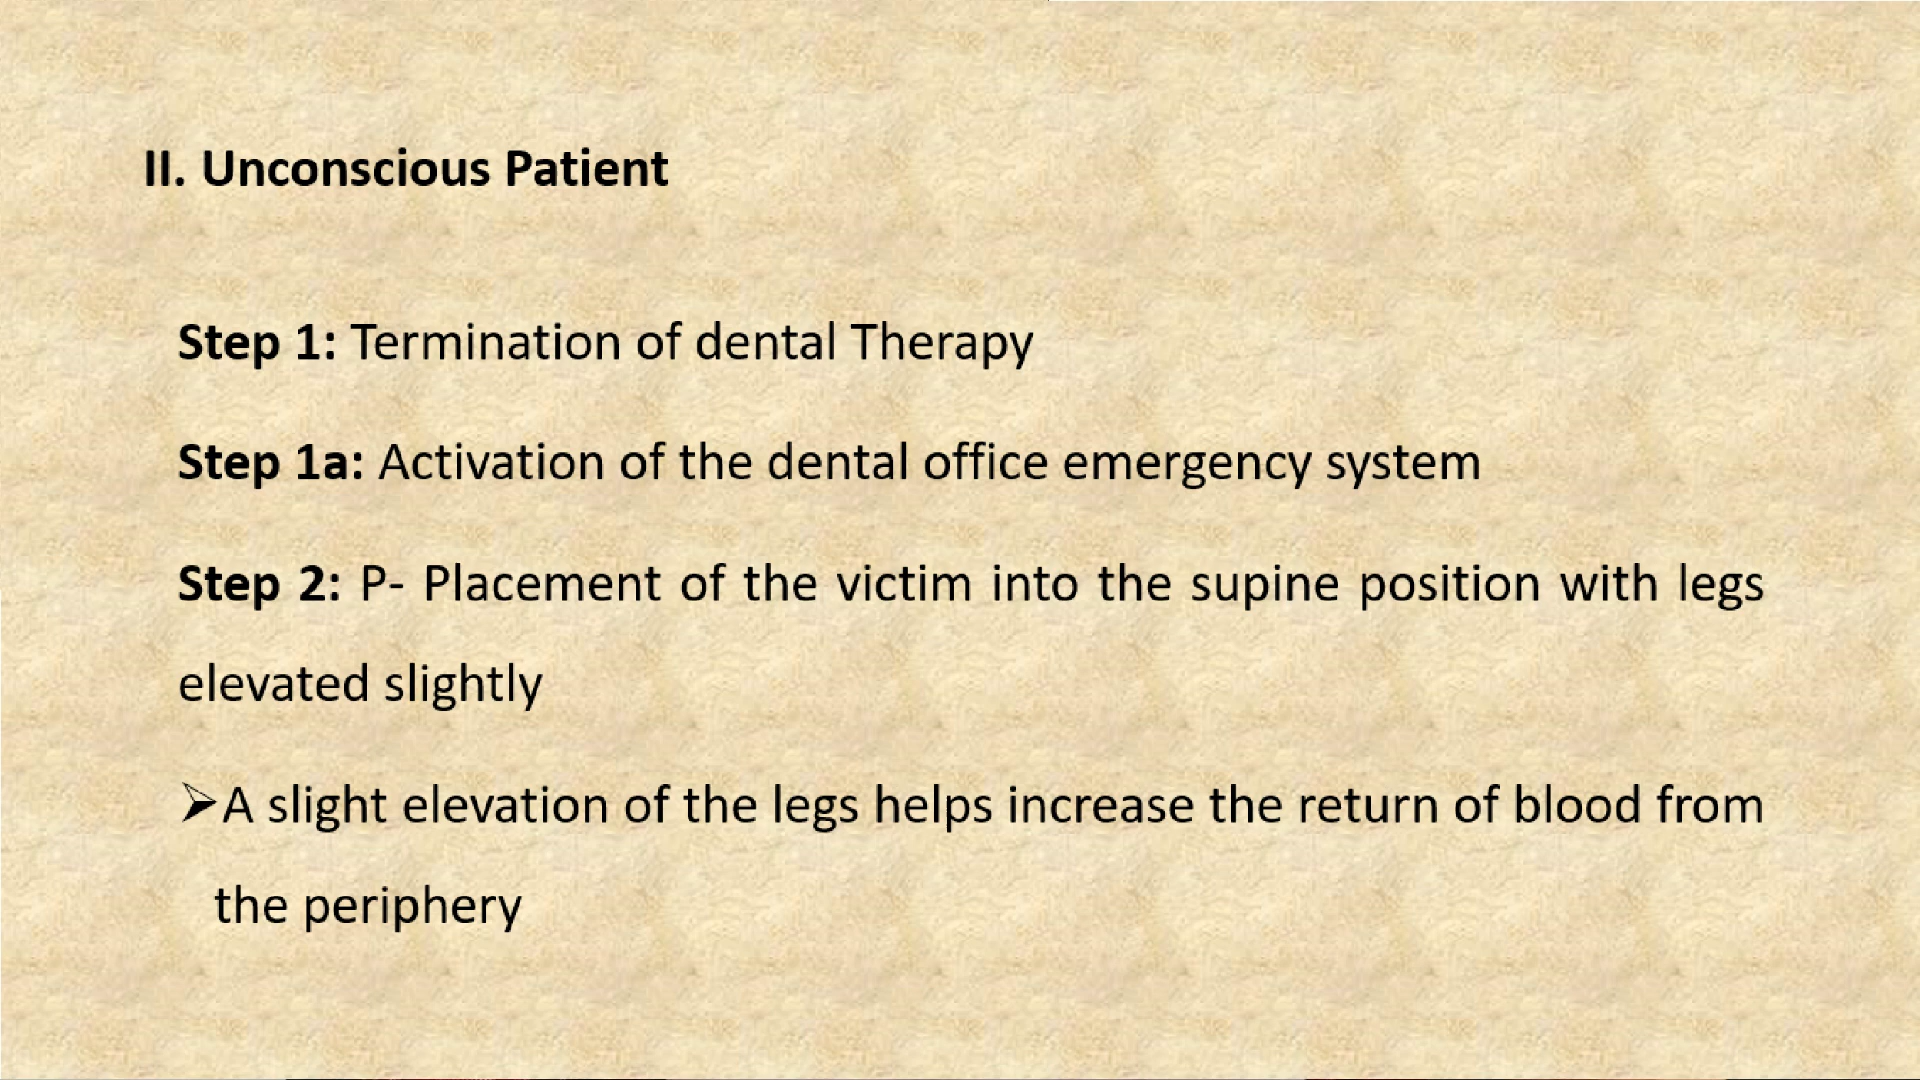 II. Unconscious Patient
Step 1: Termination of dental Therapy
Step 1a: Activation of the dental office emergency system
Step 2: P- Placement of the victim into the supine position with legs
elevated slightly
➢A slight elevation of the legs helps increase the return of blood from
the periphery